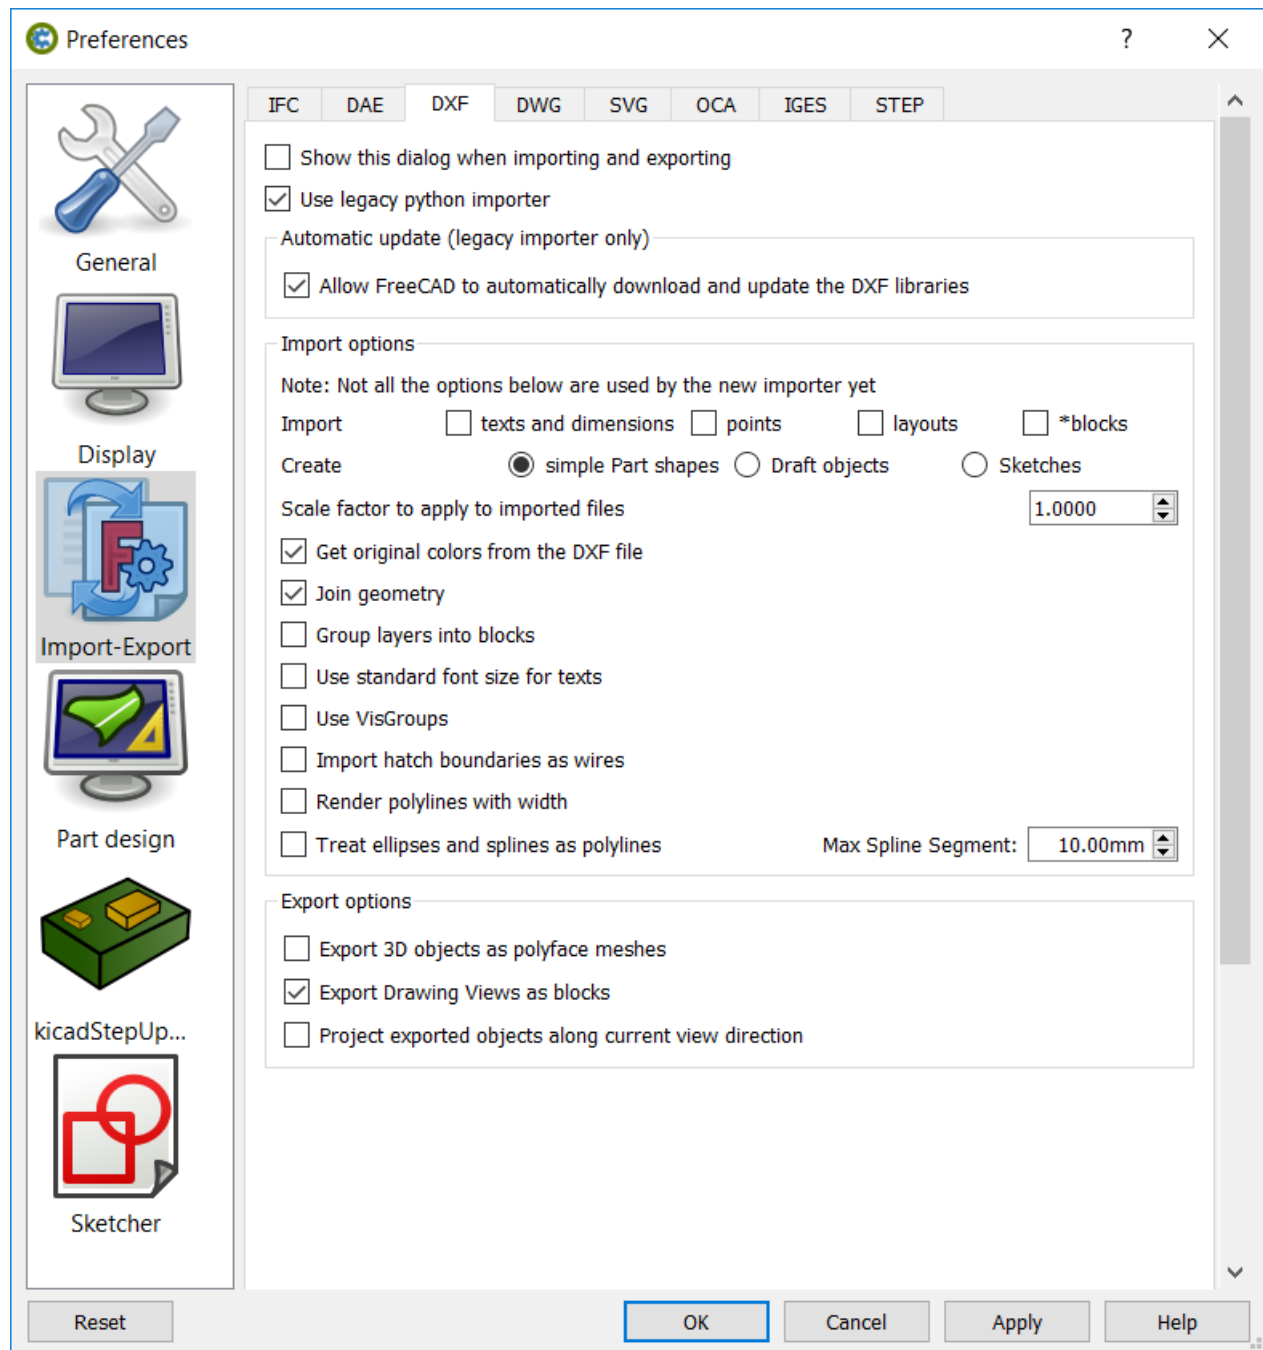 Preferences
?
IFC DAE DXF DWG SVG OCA IGES STEP
General
Display
Import-Export
Part design
kicadStepUp...
Sketcher
Show this dialog when importing and exporting
Use legacy python importer
Automatic update (legacy importer only)
Allow FreeCAD to automatically download and update the DXF libraries
Import options
Note: Not all the options below are used by the new importer yet
Import texts and dimensions points layouts *blocks
Create simple Part shapes Draft objects Sketches
Scale factor to apply to imported files 1.0000
Get original colors from the DXF file
Join geometry
Group layers into blocks
Use standard font size for texts
Use VisGroups
Import hatch boundaries as wires
Render polylines with width
Treat ellipses and splines as polylines Max Spline Segment: 10.00mm
Export options
Export 3D objects as polyface meshes
Export Drawing Views as blocks
Project exported objects along current view direction
Reset OK Cancel Apply Help